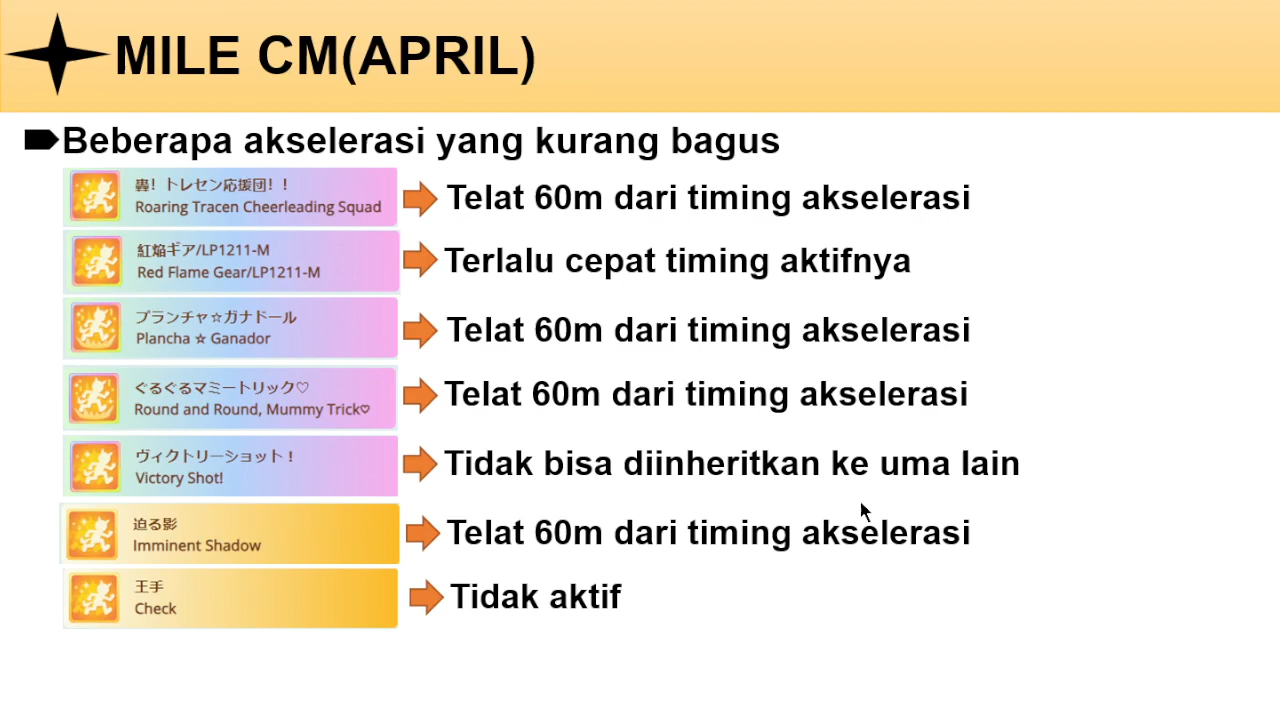 MILE CM(APRIL)
Beberapa akselerasi yang kurang bagus
轟！トレセン応援団！！
Roaring Tracen Cheerleading Squad
Telat 60m dari timing akselerasi
紅焔ギア/LP1211-M
Red Flame Gear/LP1211-M
Terlalu cepat timing aktifnya
プランチャ☆ガナドール
Plancha ☆ Ganador
Telat 60m dari timing akselerasi
ぐるぐるマミートリック♡
Round and Round, Mummy Trick♡
Telat 60m dari timing akselerasi
ヴィクトリーショット！
Victory Shot!
Tidak bisa diinheritkan ke uma lain
迫る影
Imminent Shadow
Telat 60m dari timing akselerasi
王手
Check
Tidak aktif